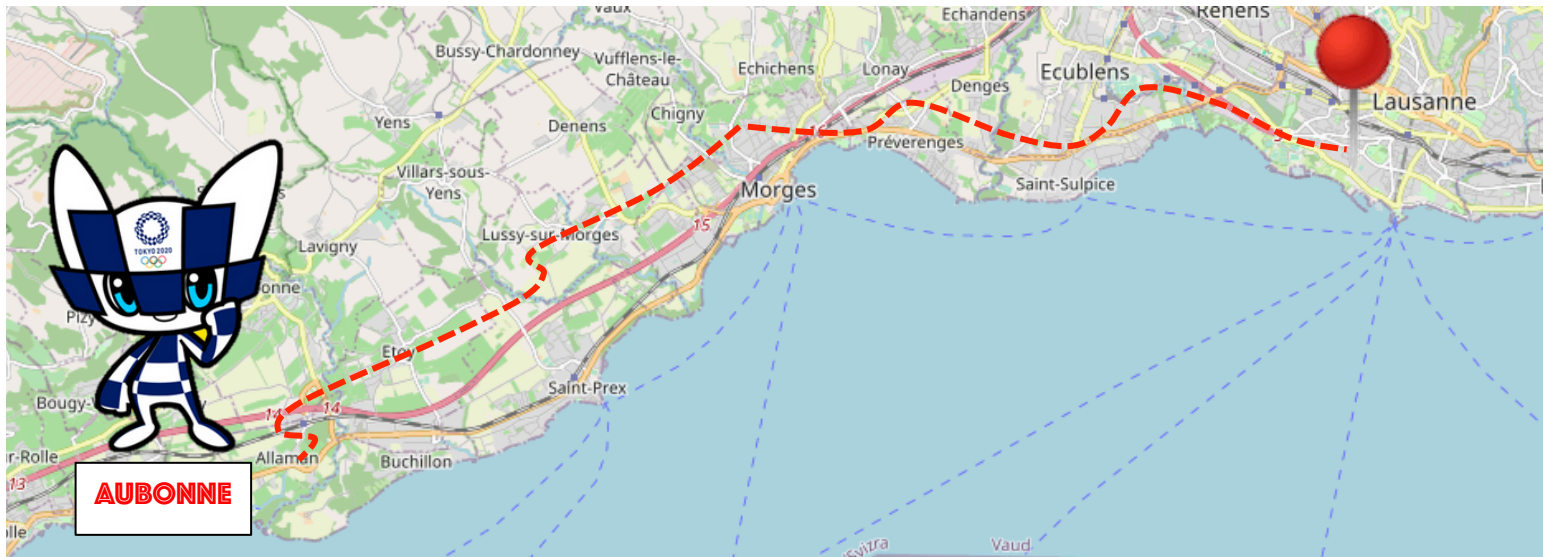 Echandens
Renens
Vaux
Bussy-Chardonney
Vufflens-le-
Château
Echichens
Lonay
Denges
Ecublens
Lausanne
Chigny
Yens
Denens
Préverenges
Villars-sous-
Yens
Morges
Saint-Sulpice
Lussy-sur-Morges
15
Lavigny
TOKYO 2020
Etoy
Saint-Prex
14
14
Allaman
Buchillon
13
AUBONNE
Vaud